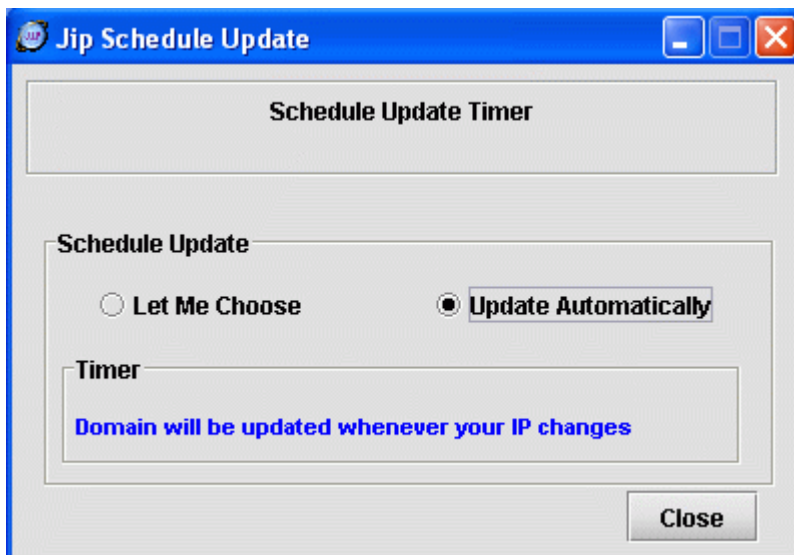 Jip Schedule Update
Schedule Update Timer
Schedule Update
Let Me Choose
Update Automatically
Timer
Domain will be updated whenever your IP changes
Close